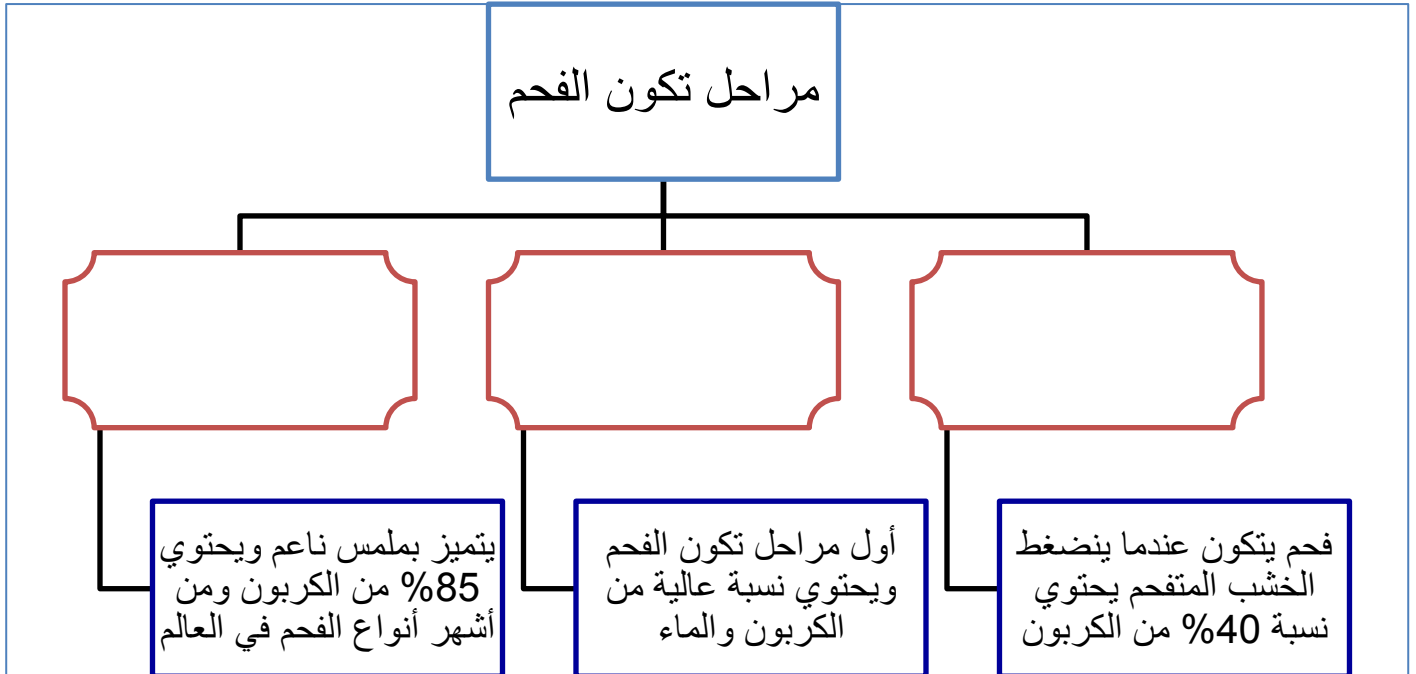 مراحل تكون الفحم
فحم يتكون عندما ينضغط
الخشب المتفحم يحتوي
نسبة 40% من الكربون
أول مراحل تكون الفحم
ويحتوي نسبة عالية من
الكربون والماء
يتميز بملمس ناعم ويحتوي
85% من الكربون ومن
أشهر أنواع الفحم في العالم